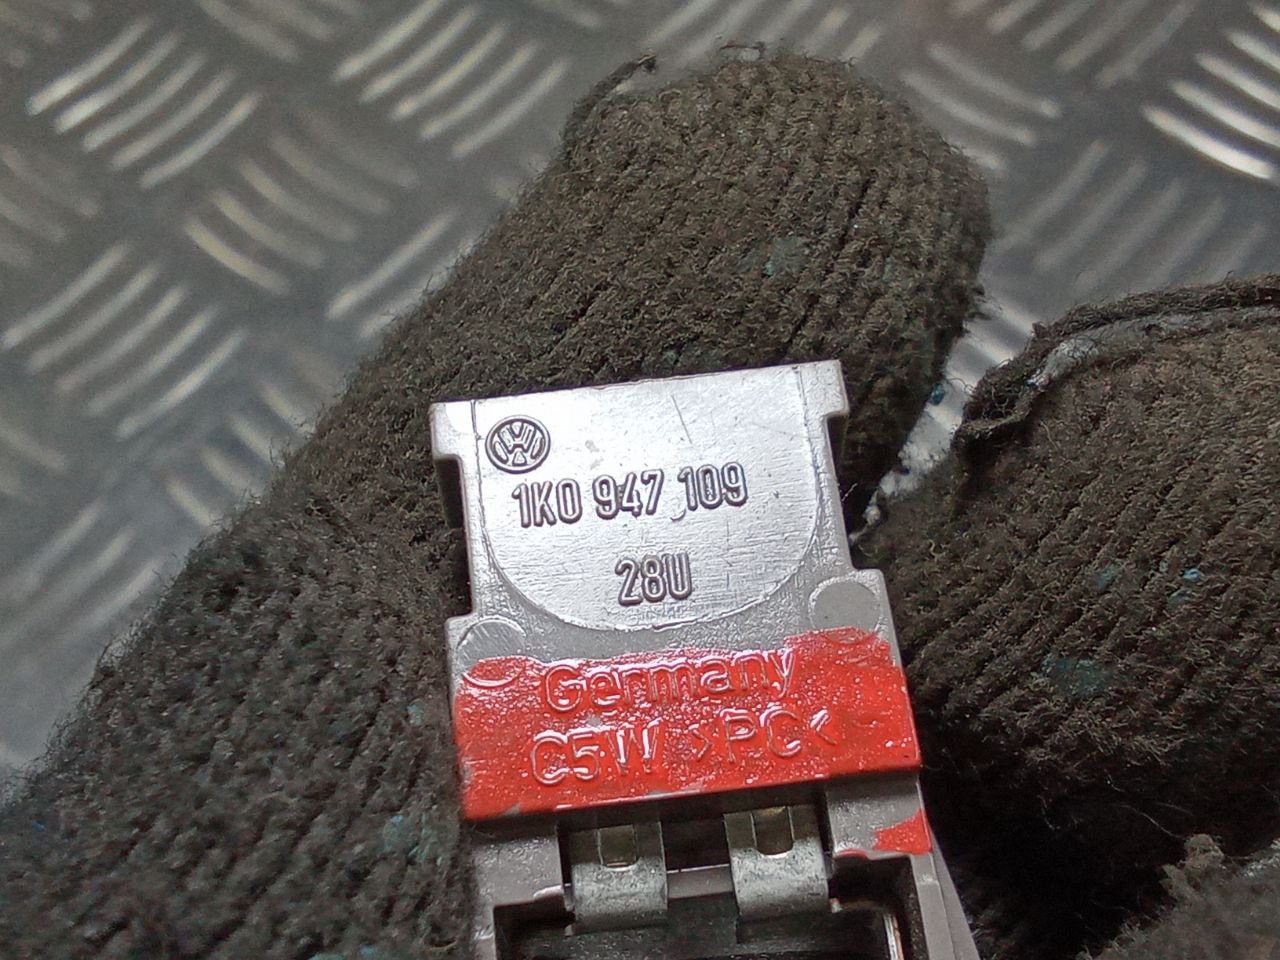 1K0 947 109
28U
Germany
C5W >PC<